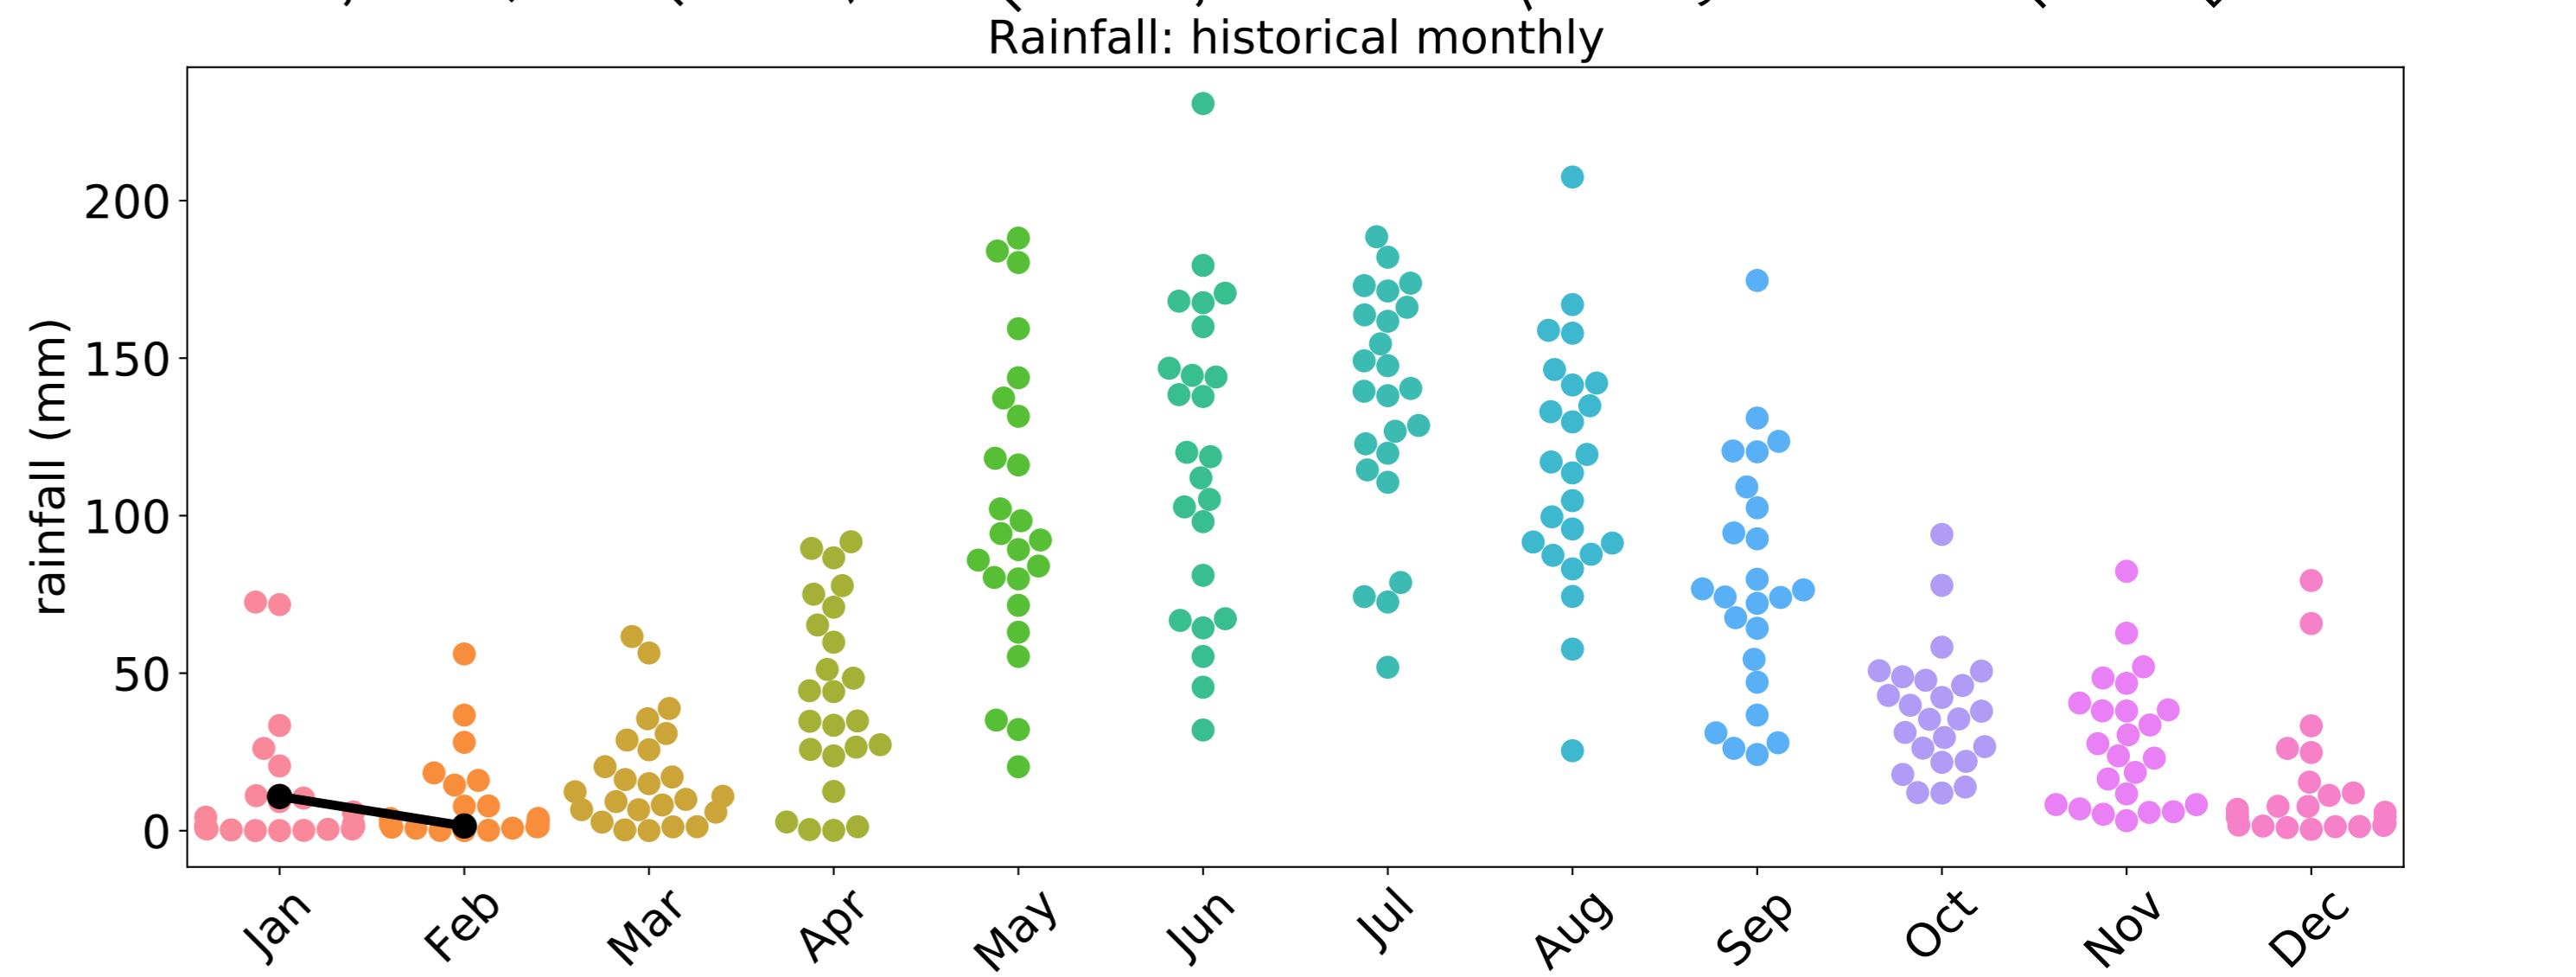 Rainfall: historical monthly
rainfall (mm)
200
150
100
50
0
Jan
Feb
Mar
Apr
May
Jun
Jul
Aug
Sep
Oct
Nov
Dec